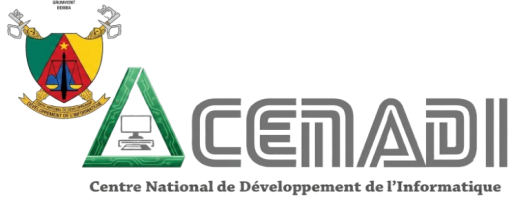 CENADI
Centre National de Développement de l'Informatique